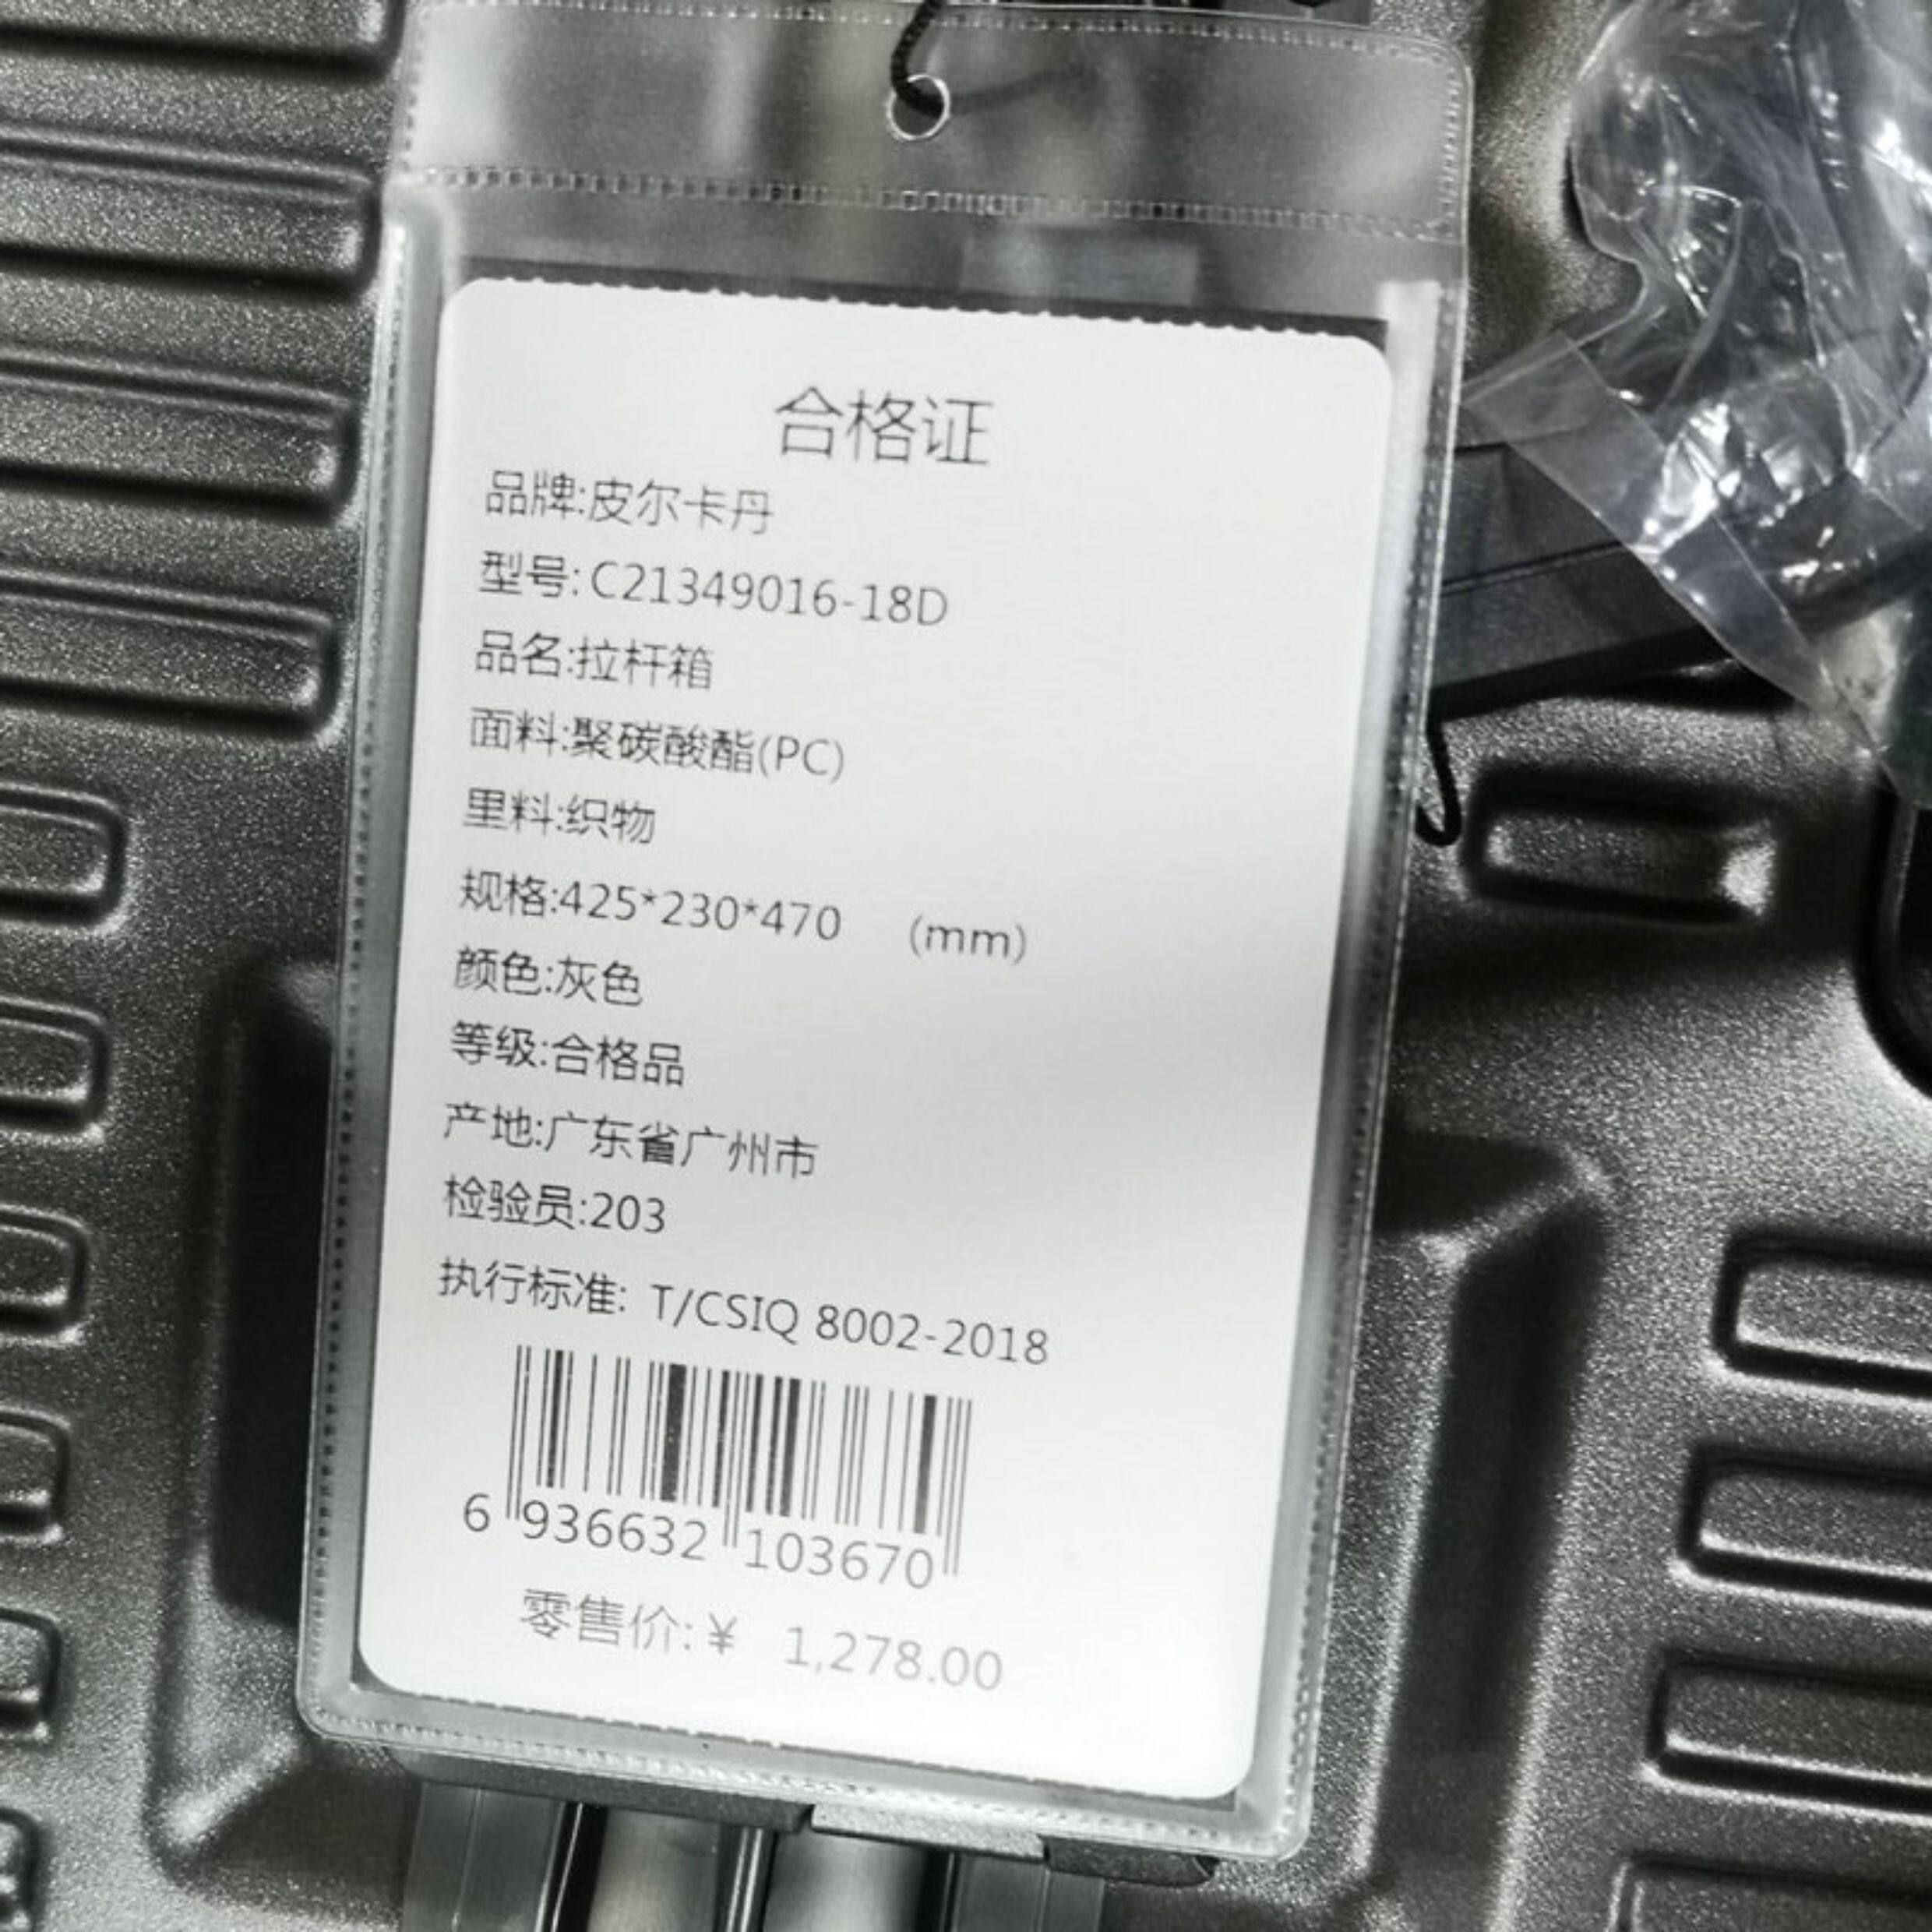 合格证
品牌:皮尔卡丹
型号: C21349016-18D
品名:拉杆箱
面料:聚碳酸酯(PC)
里料:织物
规格:425*230*470 (mm)
颜色:灰色
等级:合格品
产地:广东省广州市
检验员:203
执行标准: T/CSIQ 8002-2018
6 936632 103670
零售价:¥ 1,278.00